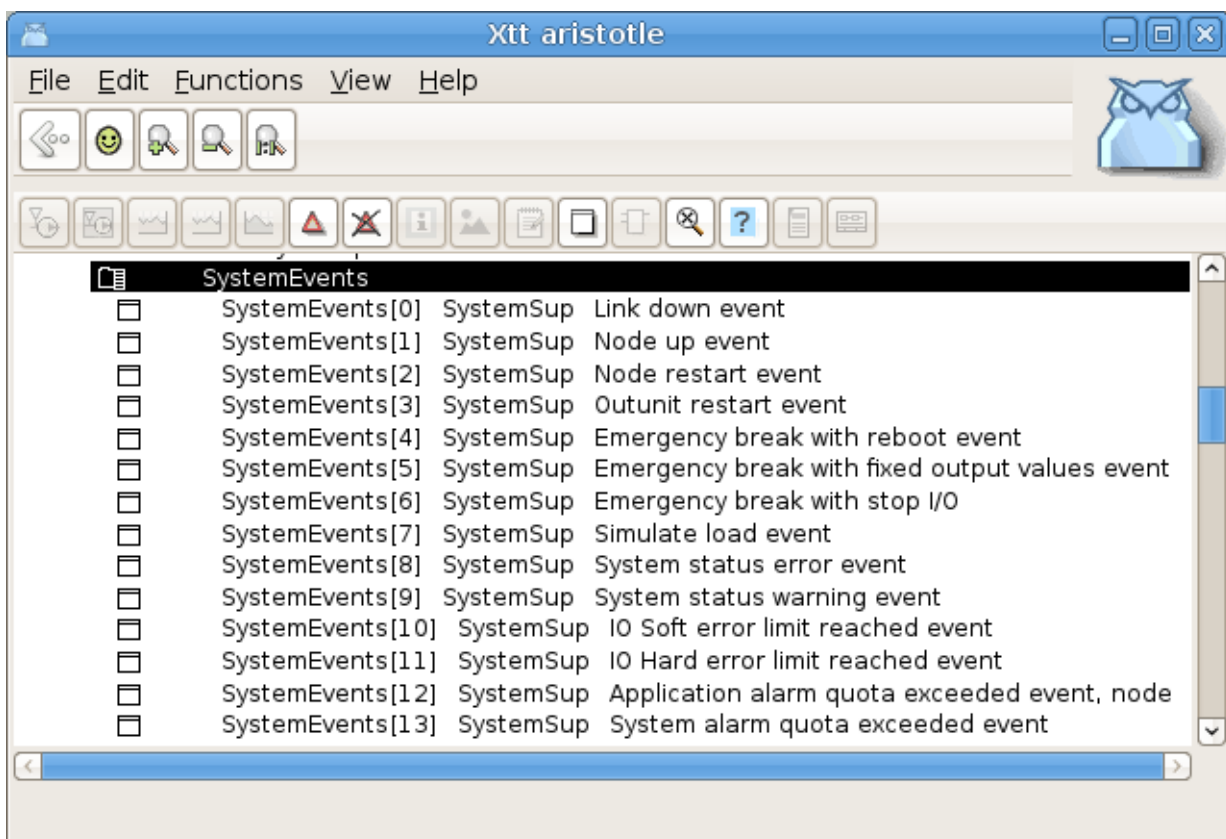 Xtt aristotle
File Edit Functions View Help
SystemEvents
SystemEvents[0] SystemSup Link down event
SystemEvents[1] SystemSup Node up event
SystemEvents[2] SystemSup Node restart event
SystemEvents[3] SystemSup Outunit restart event
SystemEvents[4] SystemSup Emergency break with reboot event
SystemEvents[5] SystemSup Emergency break with fixed output values event
SystemEvents[6] SystemSup Emergency break with stop I/O
SystemEvents[7] SystemSup Simulate load event
SystemEvents[8] SystemSup System status error event
SystemEvents[9] SystemSup System status warning event
SystemEvents[10] SystemSup IO Soft error limit reached event
SystemEvents[11] SystemSup IO Hard error limit reached event
SystemEvents[12] SystemSup Application alarm quota exceeded event, node
SystemEvents[13] SystemSup System alarm quota exceeded event